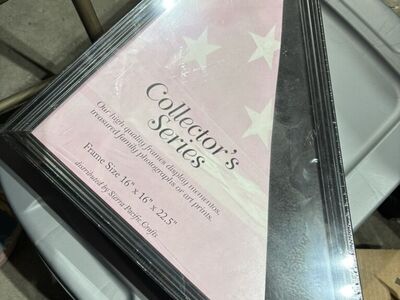 Collector's
Series
Our high quality frames display mementos,
treasured family photographs or art prints.
Frame Size 16" x 16" x 22.5"
distributed by Sierra Pacific Crafts